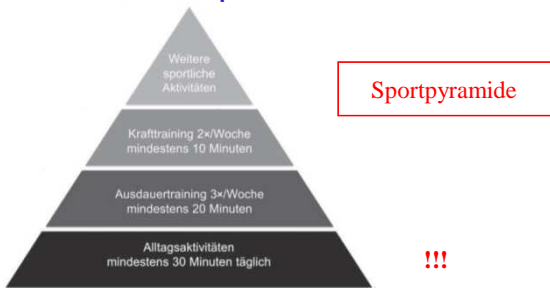 Weitere
sportliche
Aktivitäten
Sportpyramide
Krafttraining 2×/Woche
mindestens 10 Minuten
Ausdauertraining 3×/Woche
mindestens 20 Minuten
Alltagsaktivitäten
mindestens 30 Minuten täglich
!!!